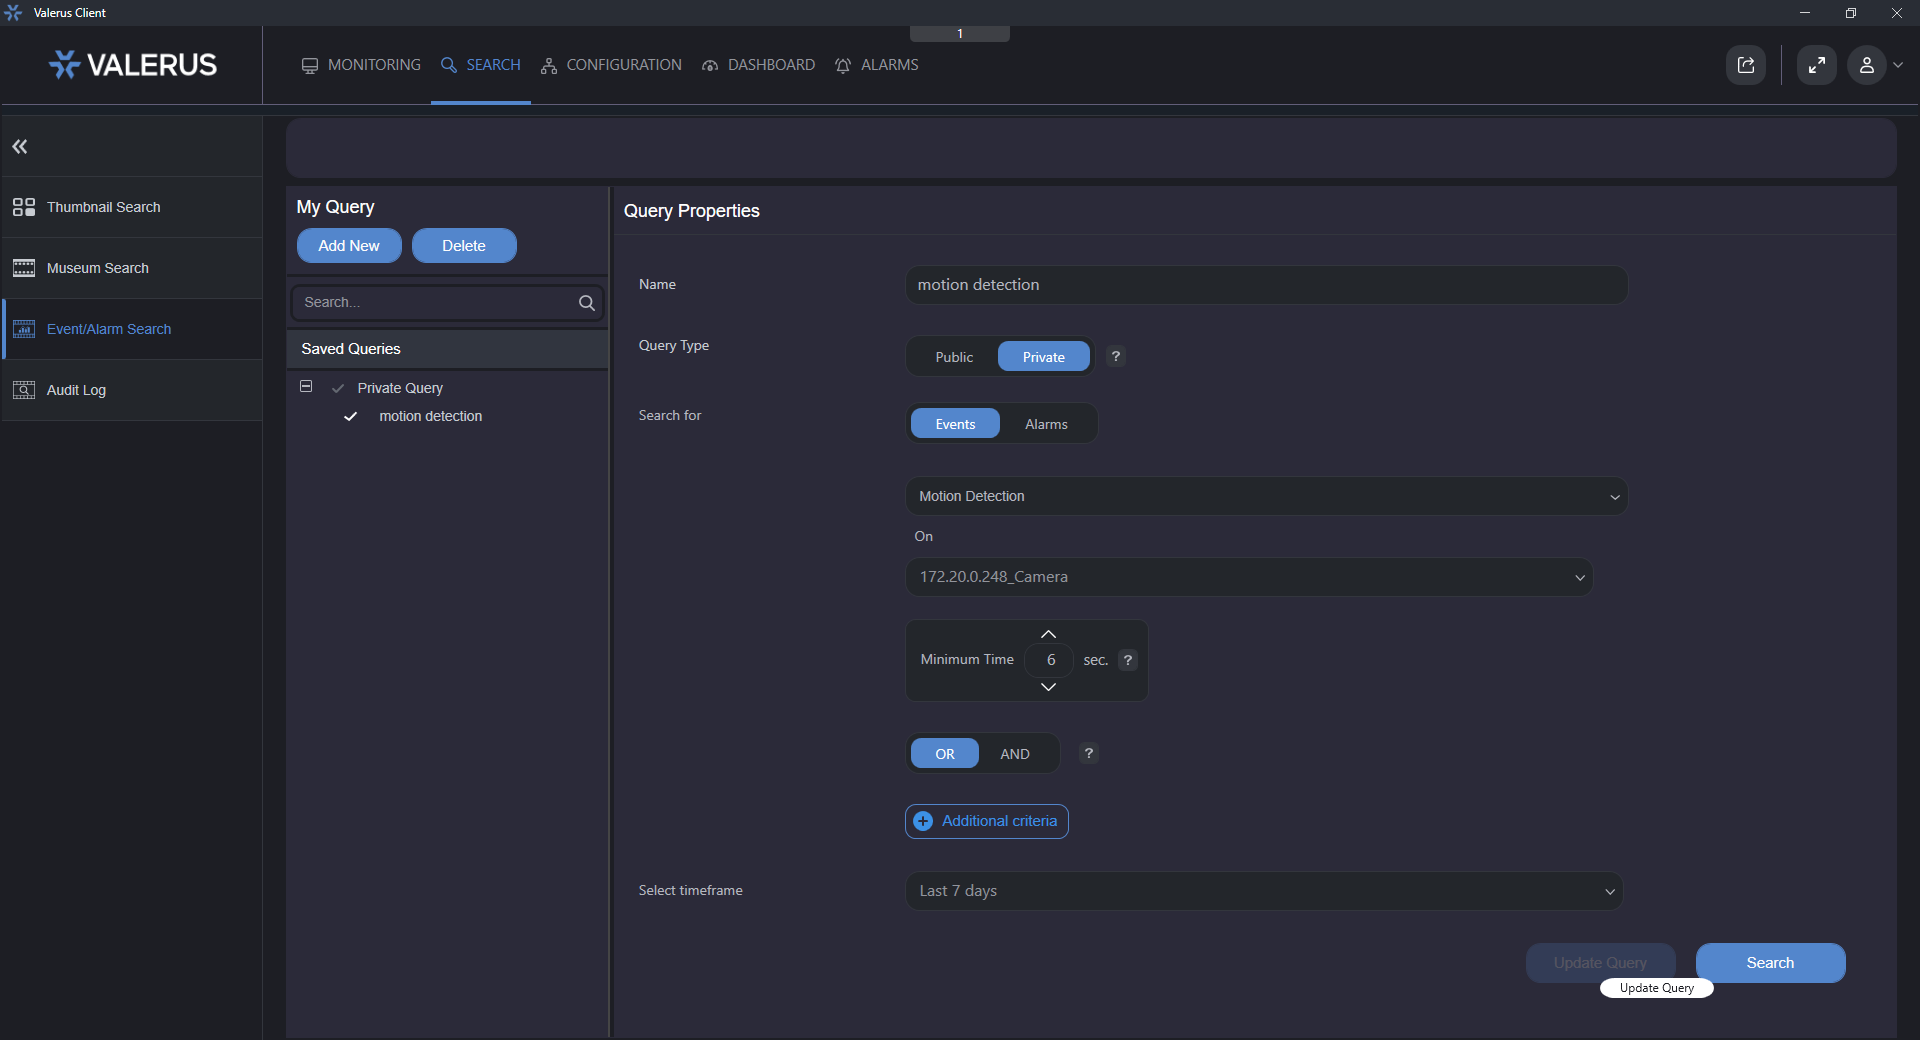 Valerus Client
1
VALERUS
MONITORING
SEARCH
CONFIGURATION
DASHBOARD
ALARMS
Thumbnail Search
Museum Search
Event/Alarm Search
Audit Log
My Query
Add New
Delete
Search...
Saved Queries
Private Query
motion detection
Query Properties
Name
motion detection
Query Type
Public
Private
?
Search for
Events
Alarms
Motion Detection
On
172.20.0.248_Camera
Minimum Time
6
sec.
?
OR
AND
?
Additional criteria
Select timeframe
Last 7 days
Update Query
Search
Update Query